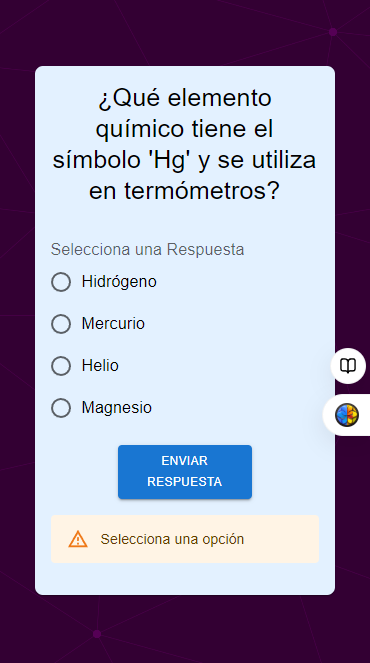 ¿Qué elemento
químico tiene el
símbolo 'Hg' y se utiliza
en termómetros?
Selecciona una Respuesta
Hidrógeno
Mercurio
Helio
Magnesio
ENVIAR
RESPUESTA
Selecciona una opción